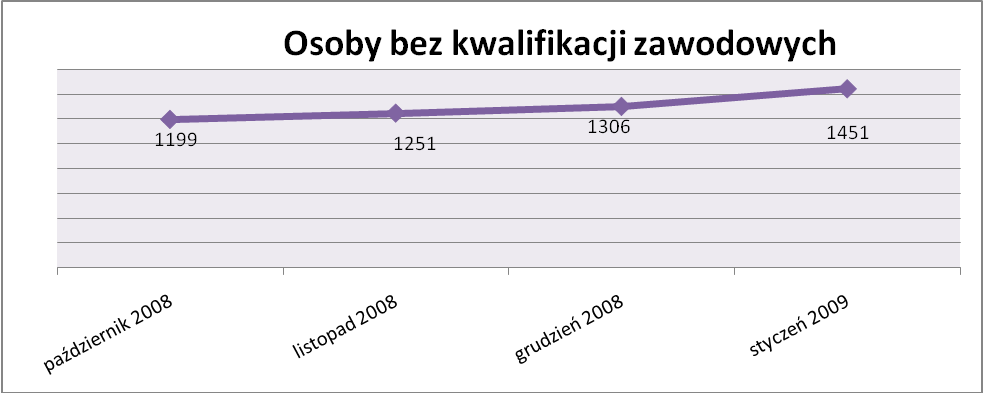 Osoby bez kwalifikacji zawodowych
1199
1251
1306
1451
październik 2008
listopad 2008
grudzień 2008
styczeń 2009